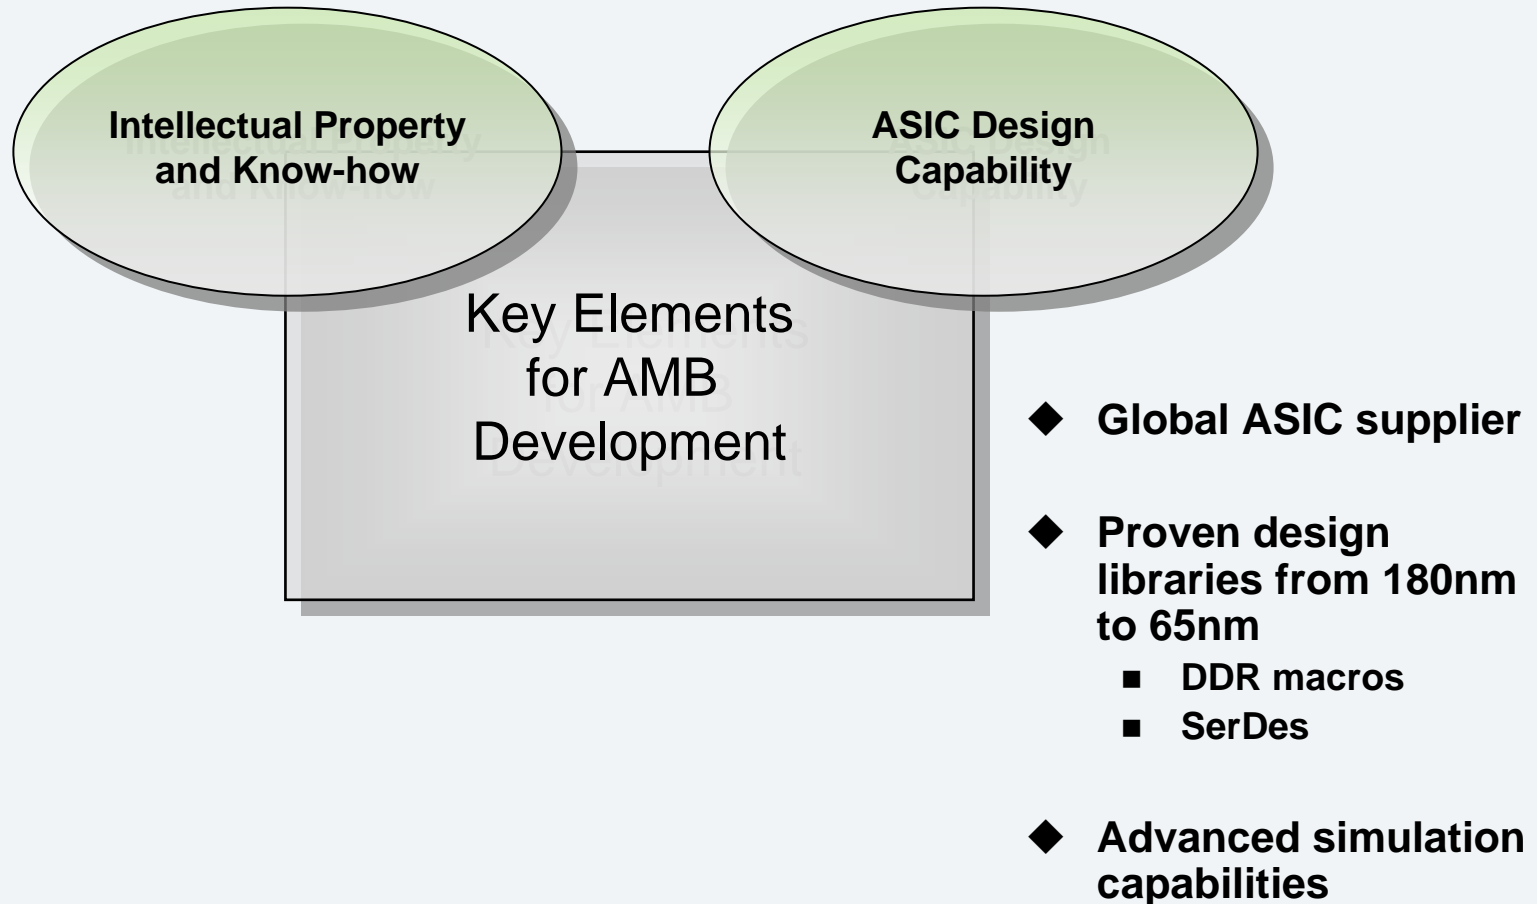 Intellectual Property
and Know-how
ASIC Design
Capability
Key Elements
for AMB
Development
◆ Global ASIC supplier
◆ Proven design
libraries from 180nm
to 65nm
■ DDR macros
■ SerDes
◆ Advanced simulation
capabilities